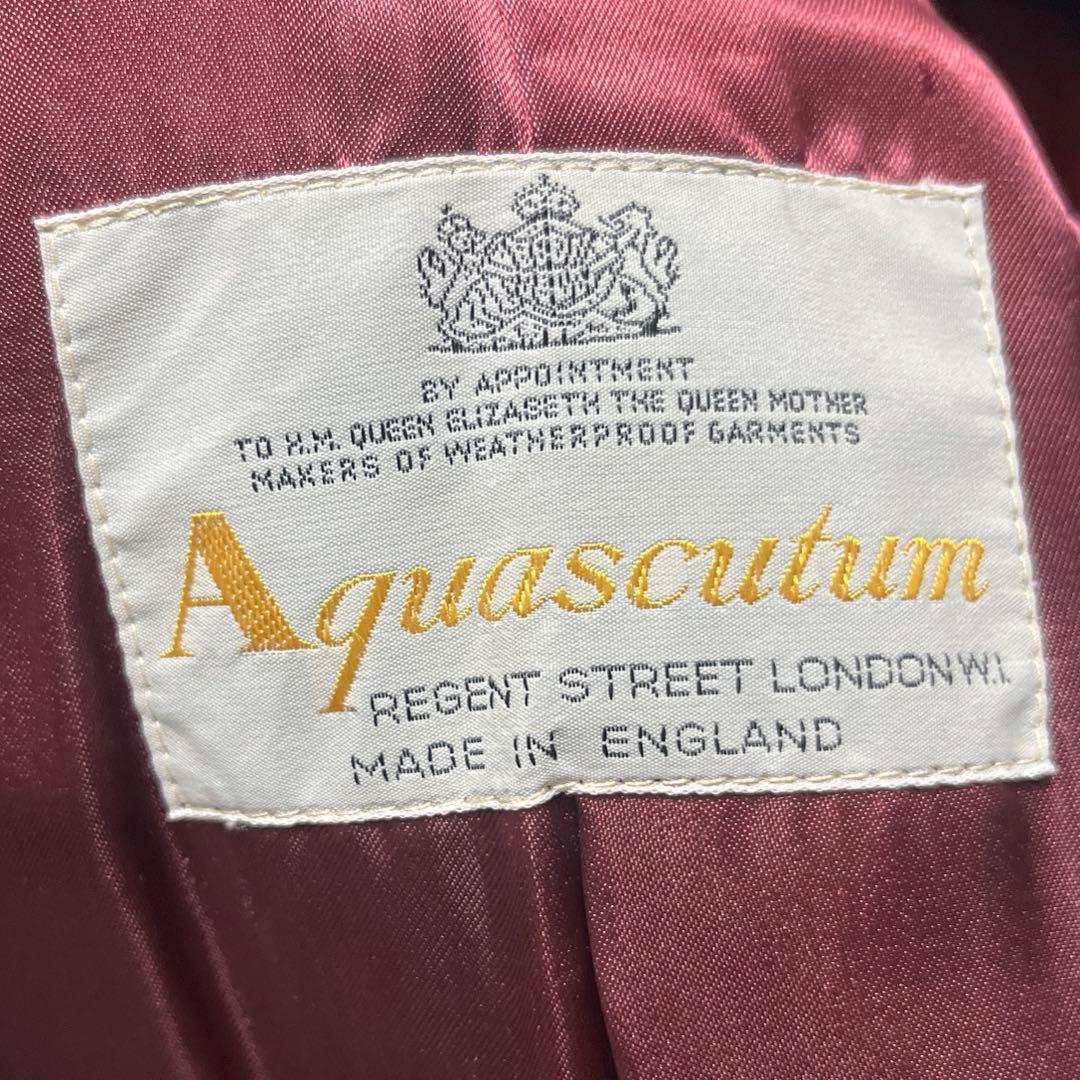 BY APPOINTMENT
TO H.M. QUEEN ELIZABETH THE QUEEN MOTHER
MAKERS OF WEATHERPROOF GARMENTS
Aquascutum
REGENT STREET LONDON W.1.
MADE IN ENGLAND